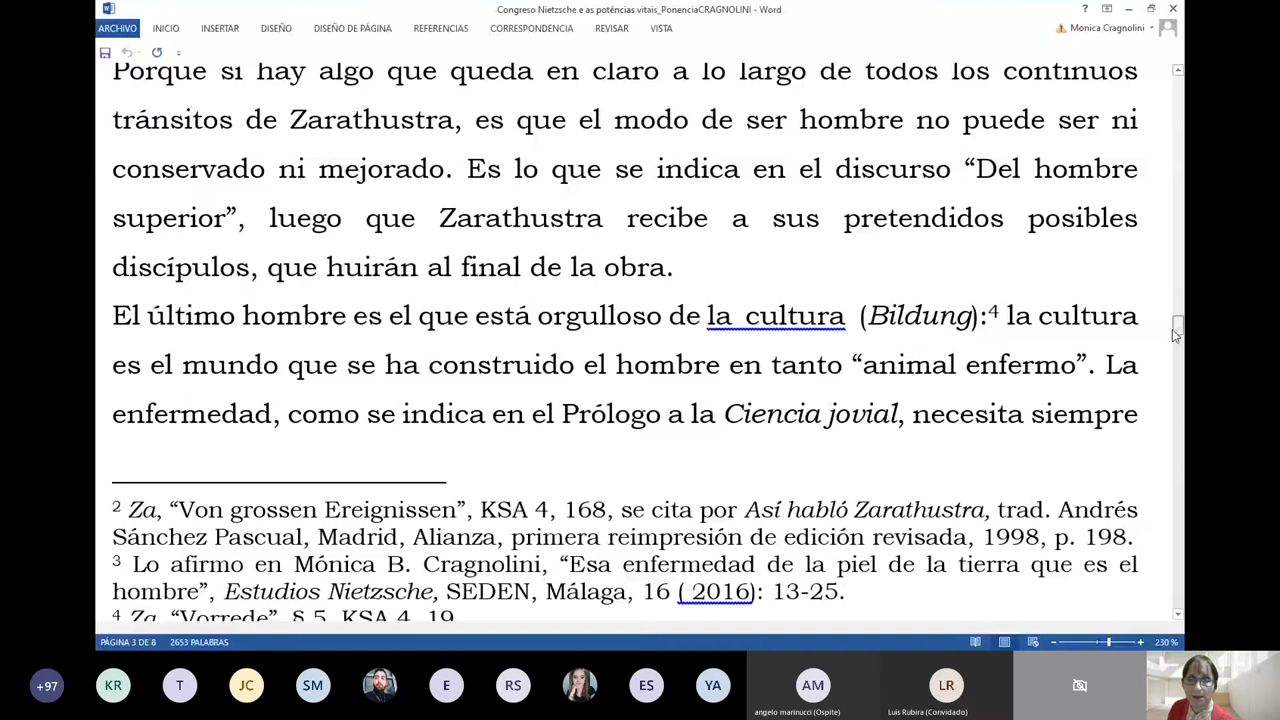 Congreso Nietzsche e as potências vitais_PonenciaCRAGNOLINI - Word
ARCHIVO INICIO INSERTAR DISEÑO DISEÑO DE PÁGINA REFERENCIAS CORRESPONDENCIA REVISAR VISTA Monica Cragnolini
Porque si hay algo que queda en claro a lo largo de todos los continuos
tránsitos de Zarathustra, es que el modo de ser hombre no puede ser ni
conservado ni mejorado. Es lo que se indica en el discurso “Del hombre
superior”, luego que Zarathustra recibe a sus pretendidos posibles
discípulos, que huirán al final de la obra.
El último hombre es el que está orgulloso de la cultura (Bildung):⁴ la cultura
es el mundo que se ha construido el hombre en tanto “animal enfermo”. La
enfermedad, como se indica en el Prólogo a la Ciencia jovial, necesita siempre
² Za, “Von grossen Ereignissen”, KSA 4, 168, se cita por Así habló Zarathustra, trad. Andrés
Sánchez Pascual, Madrid, Alianza, primera reimpresión de edición revisada, 1998, p. 198.
³ Lo afirmo en Mónica B. Cragnolini, “Esa enfermedad de la piel de la tierra que es el
hombre”, Estudios Nietzsche, SEDEN, Málaga, 16 ( 2016): 13-25.
⁴ Za, “Vorrede”, § 5, KSA 4, 19
PÁGINA 3 DE 8 2653 PALABRAS 230 %
+97 KR T JC SM E RS ES YA AM LR
angelo marinucci (Ospite) Luis Rubira (Convidado)